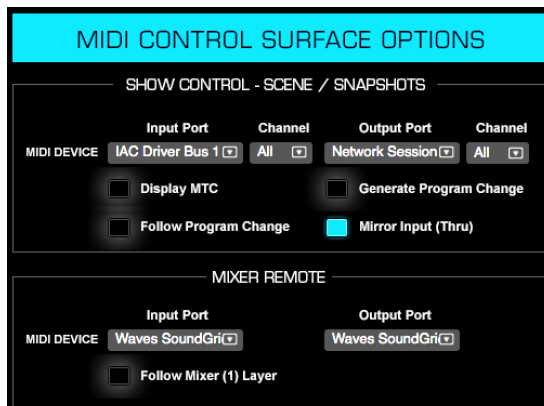 MIDI CONTROL SURFACE OPTIONS
SHOW CONTROL - SCENE / SNAPSHOTS
Input Port Channel Output Port Channel
MIDI DEVICE IAC Driver Bus 1 All Network Session All
Display MTC Generate Program Change
Follow Program Change Mirror Input (Thru)
MIXER REMOTE
Input Port Output Port
MIDI DEVICE Waves SoundGri Waves SoundGri
Follow Mixer (1) Layer